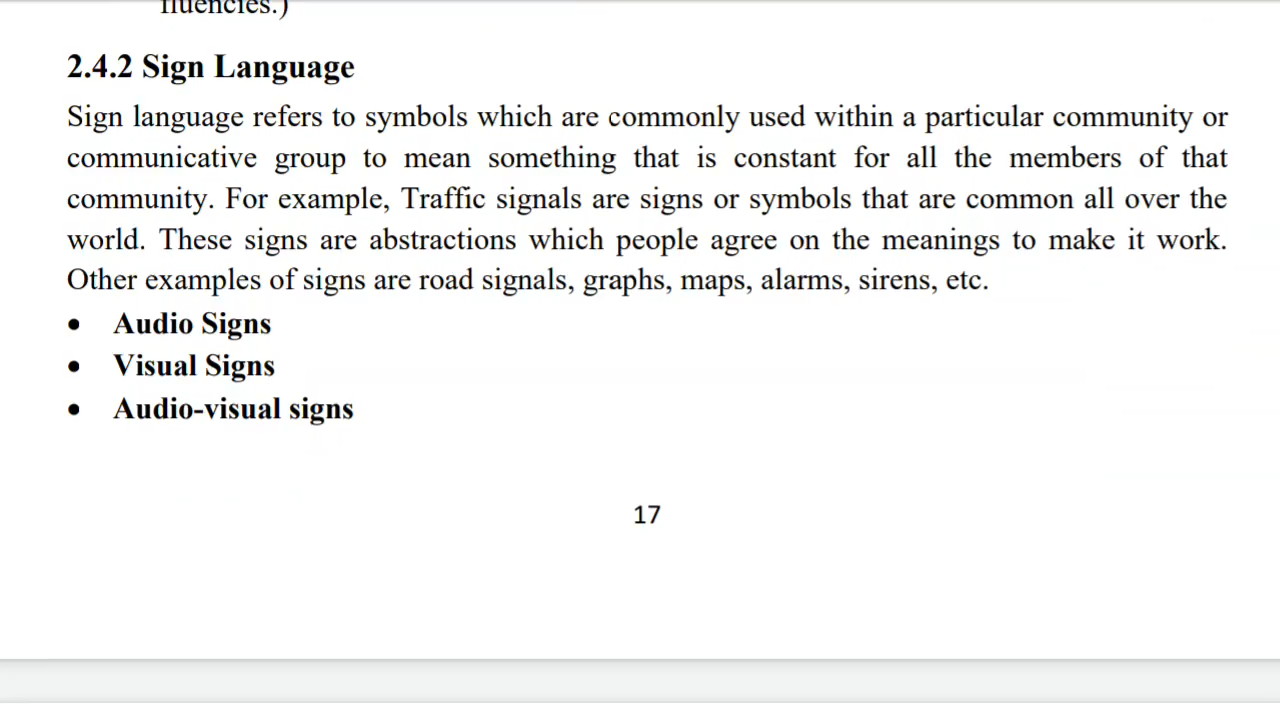 fluencies.)
2.4.2 Sign Language
Sign language refers to symbols which are commonly used within a particular community or
communicative group to mean something that is constant for all the members of that
community. For example, Traffic signals are signs or symbols that are common all over the
world. These signs are abstractions which people agree on the meanings to make it work.
Other examples of signs are road signals, graphs, maps, alarms, sirens, etc.
• Audio Signs
• Visual Signs
• Audio-visual signs
17